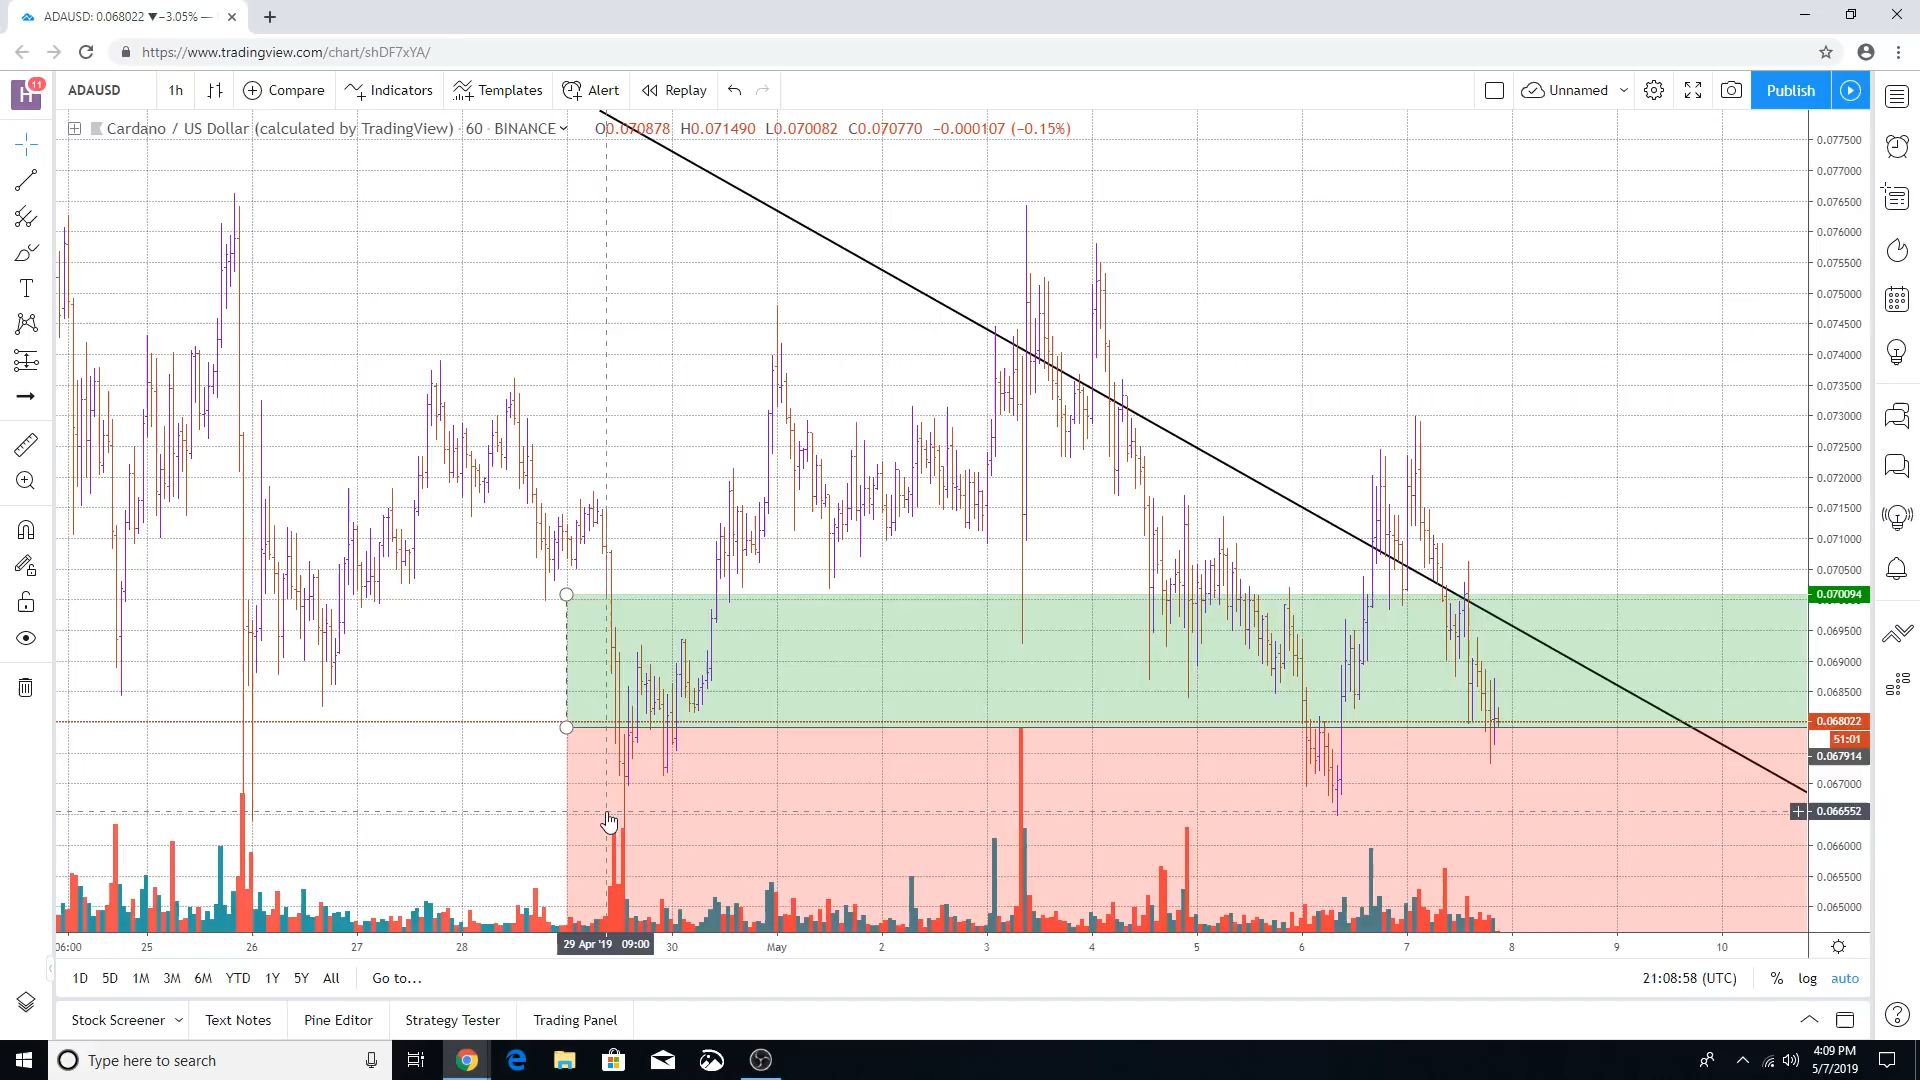 ADAUSD: 0.068022 ▼−3.05% —
https://www.tradingview.com/chart/shDF7xYA/
H 11
ADAUSD 1h Compare Indicators Templates Alert Replay Unnamed Publish
Cardano / US Dollar (calculated by TradingView) · 60 · BINANCE O0.070878 H0.071490 L0.070082 C0.070770 −0.000107 (−0.15%)
0.077500
0.077000
0.076500
0.076000
0.075500
0.075000
0.074500
0.074000
0.073500
0.073000
0.072500
0.072000
0.071500
0.071000
0.070500
0.070094
0.069500
0.069000
0.068500
0.068022
51:01
0.067914
0.067000
0.066552
0.066000
0.065500
0.065000
06:00 25 26 27 28 29 Apr '19 09:00 30 May 2 3 4 5 6 7 8 9 10
1D 5D 1M 3M 6M YTD 1Y 5Y All Go to... 21:08:58 (UTC) % log auto
Stock Screener Text Notes Pine Editor Strategy Tester Trading Panel
Type here to search
4:09 PM
5/7/2019